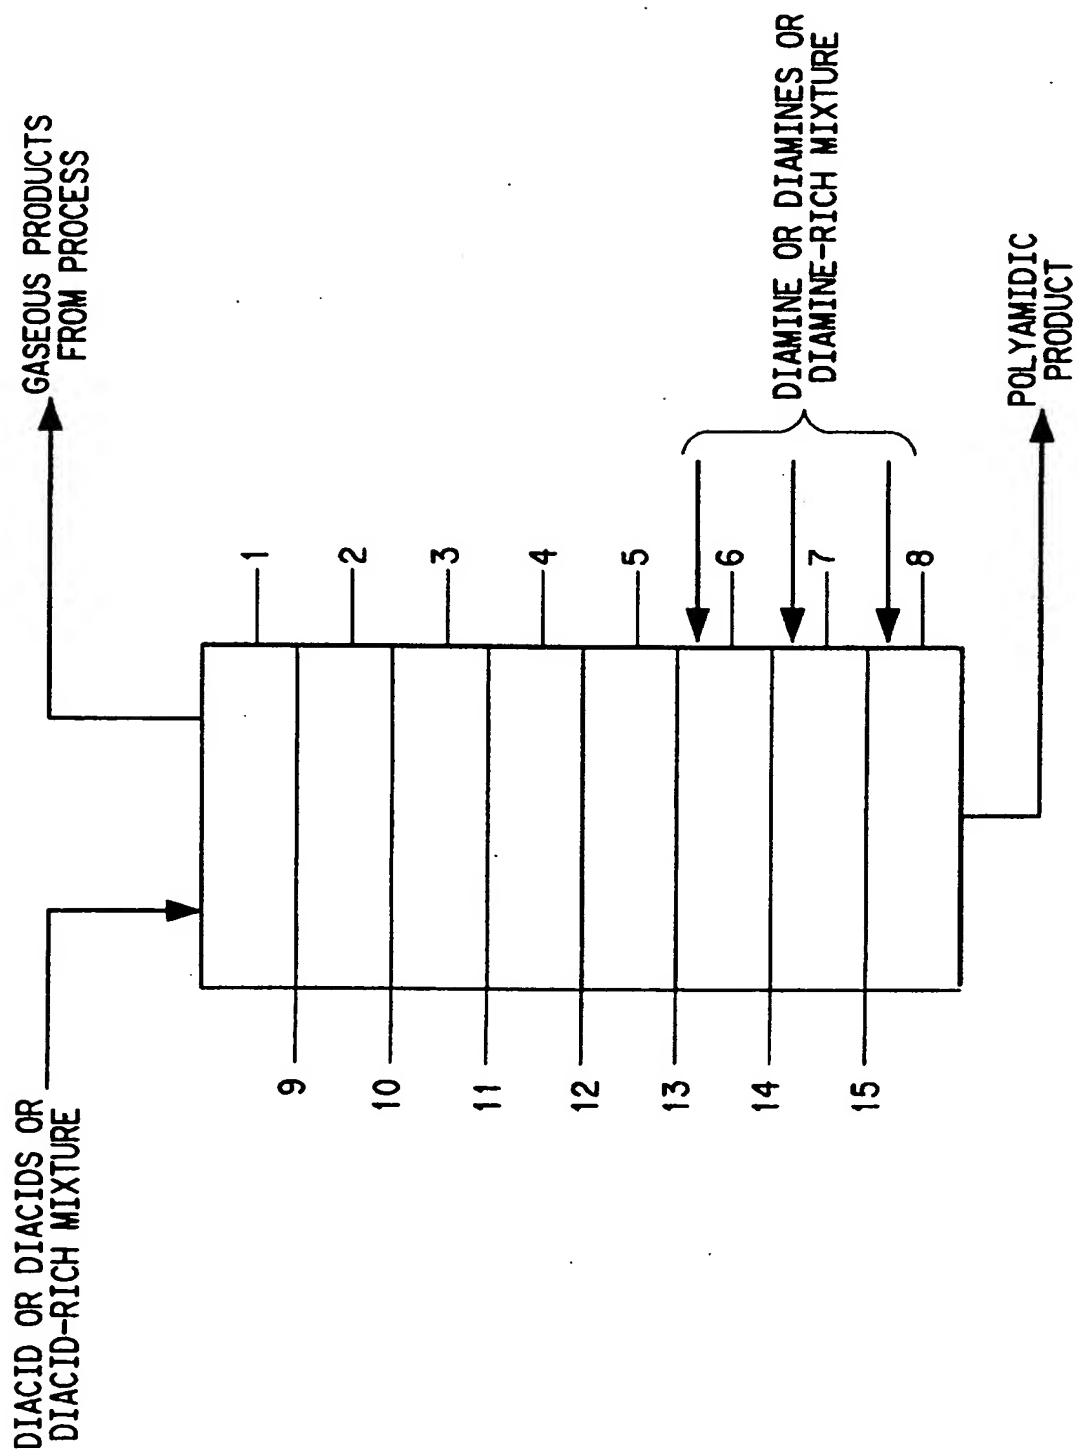 DIACID OR DIACIDS OR
DIACID-RICH MIXTURE
GASEOUS PRODUCTS
FROM PROCESS
1
2
3
4
5
6
7
8
9
10
11
12
13
14
15
DIAMINE OR DIAMINES OR
DIAMINE-RICH MIXTURE
POLYAMIDIC
PRODUCT